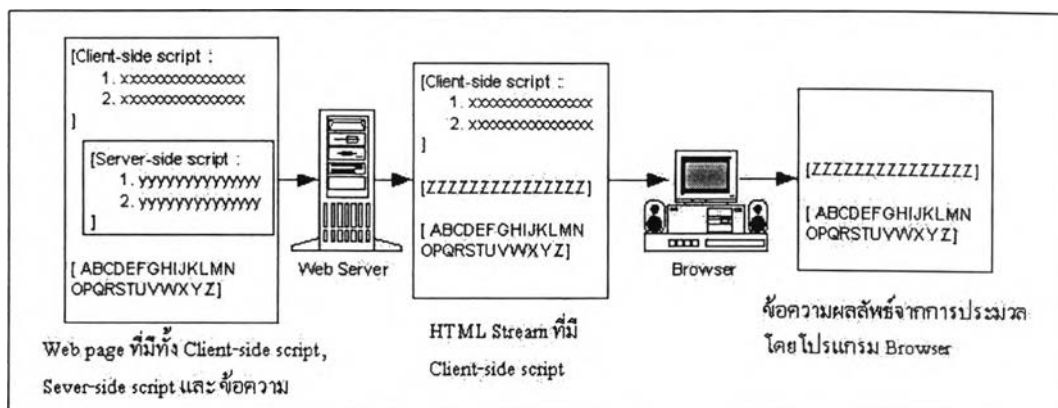 [Client-side script :
1. xxxxxxxxxxxxxxxx
2. xxxxxxxxxxxxxxxx
]
[Server-side script :
1. yyyyyyyyyyyyyy
2. yyyyyyyyyyyyyy
]
[ ABCDEFGHIJKLMN
OPQRSTUVWXYZ]
Web page ที่มีทั้ง Client-side script,
Sever-side script และ ข้อความ
Web Server
[Client-side script :
1. xxxxxxxxxxxxxxxx
2. xxxxxxxxxxxxxxxx
]
[ZZZZZZZZZZZZZZZ]
[ ABCDEFGHIJKLMN
OPQRSTUVWXYZ]
HTML Stream ที่มี
Client-side script
Browser
[ZZZZZZZZZZZZZZZ]
[ ABCDEFGHIJKLMN
OPQRSTUVWXYZ]
ข้อความผลลัพธ์จากการประมวล
โดยโปรแกรม Browser